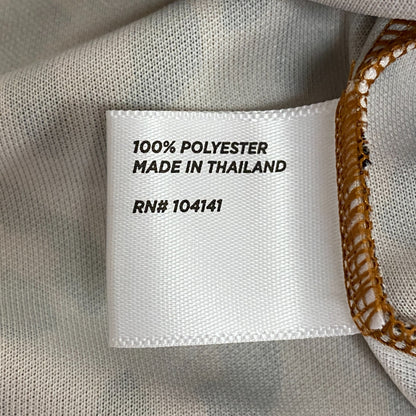 100% POLYESTER
MADE IN THAILAND
RN# 104141